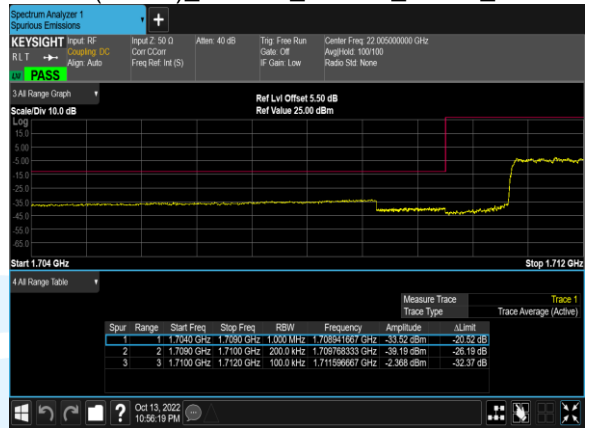 Spectrum Analyzer 1
Spurious Emissions
KEYSIGHT Input: RF Input Z: 50 Ω Atten: 40 dB Trig: Free Run Center Freq: 22.005000000 GHz
RLT Coupling: DC Corr CCorr Gate: Off Avg|Hold: 100/100
Align: Auto Freq Ref: Int (S) IF Gain: Low Radio Std: None
PASS
3 All Range Graph
Scale/Div 10.0 dB Ref Lvl Offset 5.50 dB
Ref Value 25.00 dBm
Log
15.0
5.00
-5.00
-15.0
-25.0
-35.0
-45.0
-55.0
-65.0
Start 1.704 GHz Stop 1.712 GHz
4 All Range Table
Measure Trace Trace 1
Trace Type Trace Average (Active)
Spur Range Start Freq Stop Freq RBW Frequency Amplitude ΔLimit
1 1 1.7040 GHz 1.7090 GHz 1.000 MHz 1.708941667 GHz -33.52 dBm -20.52 dB
2 2 1.7090 GHz 1.7100 GHz 200.0 kHz 1.709768333 GHz -39.19 dBm -26.19 dB
3 3 1.7100 GHz 1.7120 GHz 100.0 kHz 1.711596667 GHz -2.368 dBm -32.37 dB
? Oct 13, 2022
10:56:19 PM